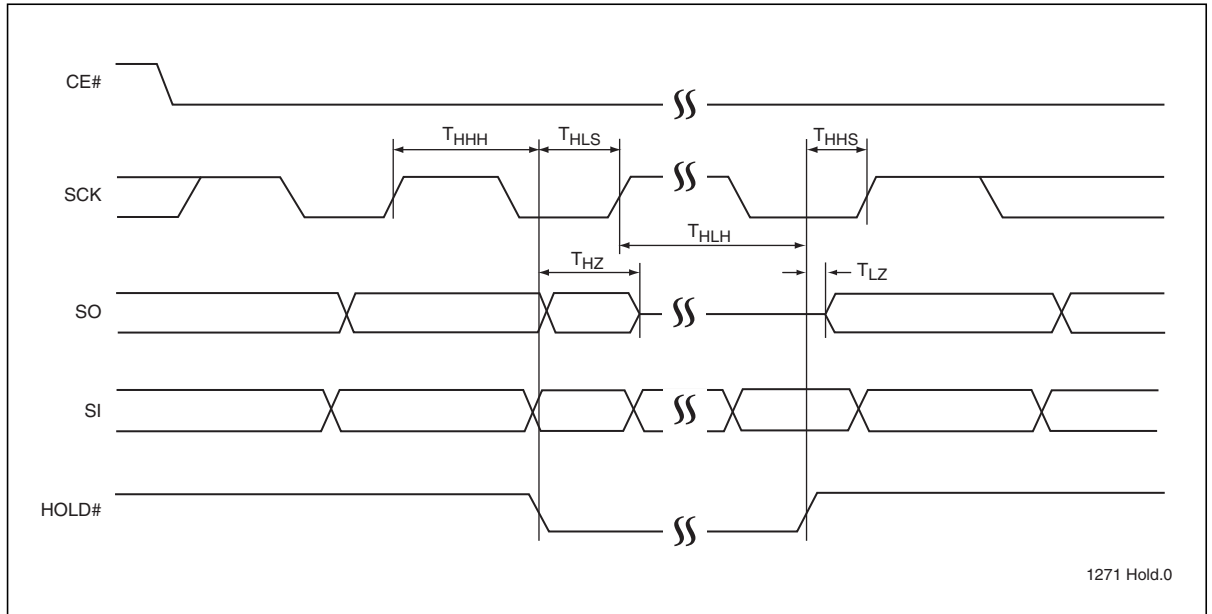 CE#
THHH
THLS
THHS
SCK
THLH
THZ
TLZ
SO
SI
HOLD#
1271 Hold.0